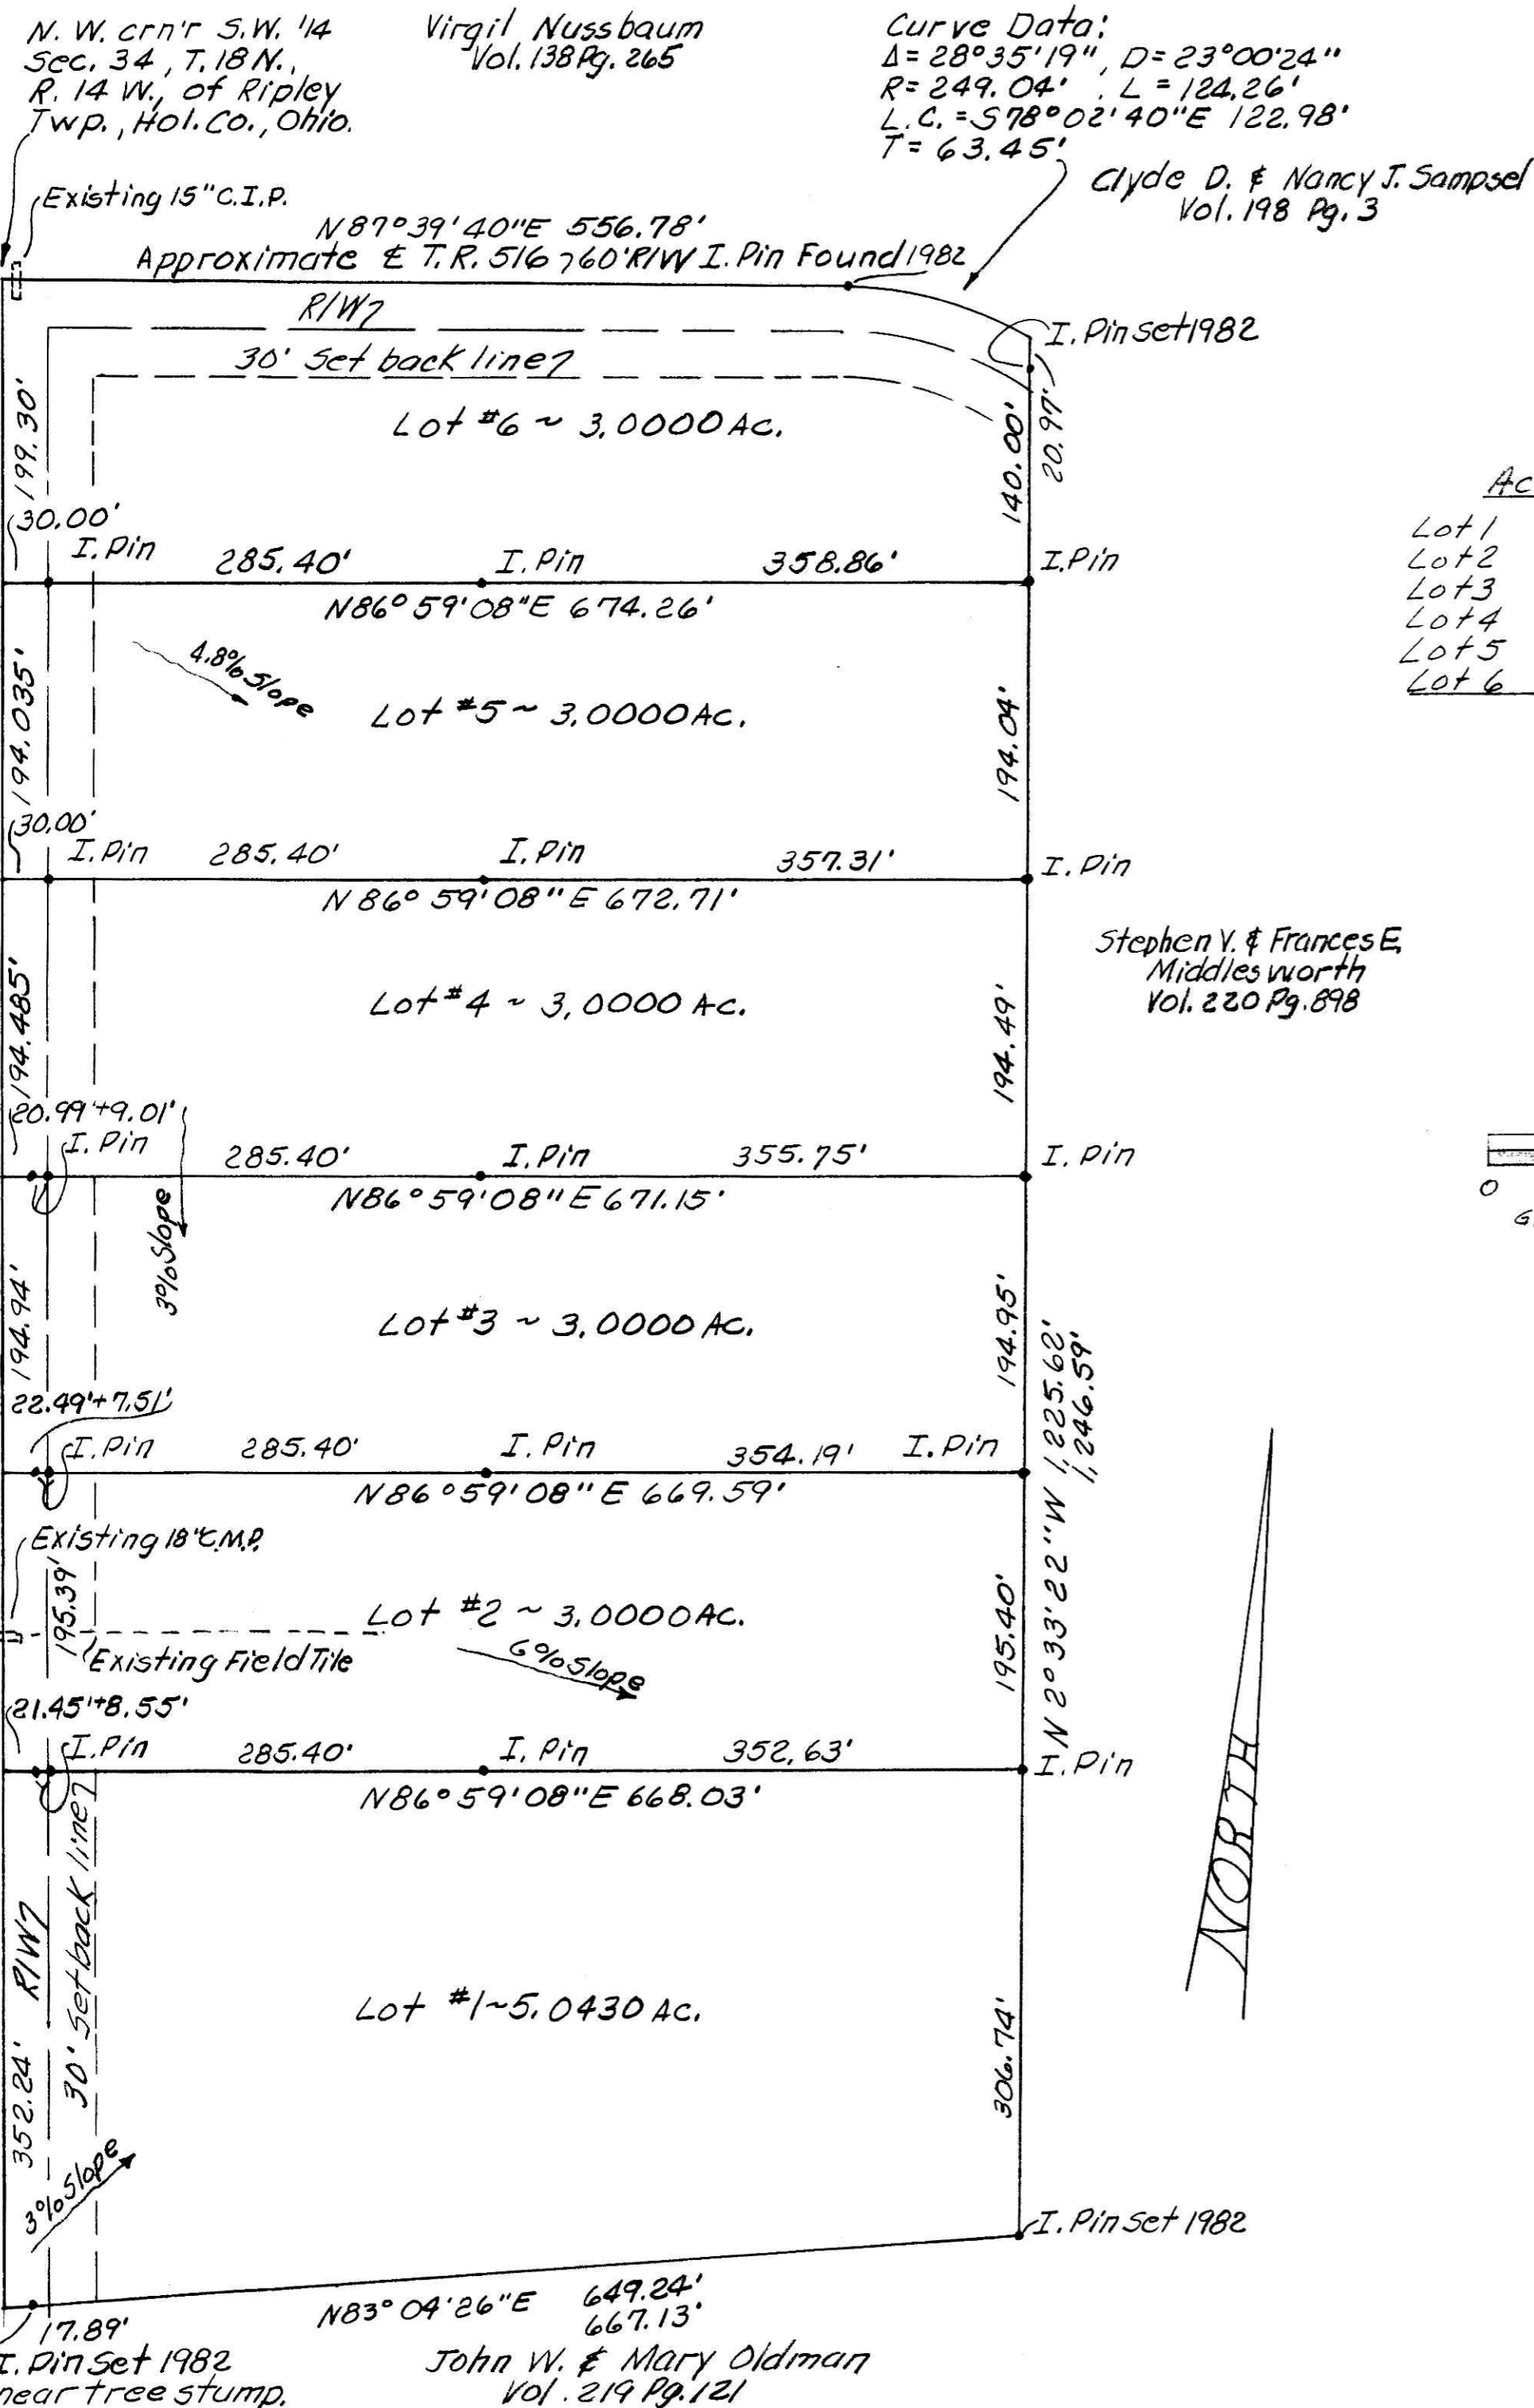 N. W. crn'r S.W. 1/4
Sec. 34, T. 18 N.,
R. 14 W., of Ripley
Twp., Hol. Co., Ohio.
Virgil Nussbaum
Vol. 138 Pg. 265
Curve Data:
Δ = 28°35'19", D = 23°00'24"
R = 249.04', L = 124.26'
L.C. = S78°02'40"E 122.98'
T = 63.45'
Clyde D. & Nancy J. Sampsel
Vol. 198 Pg. 3
Existing 15" C.I.P.
N87°39'40"E 556.78'
Approximate ℄ T.R. 516 60' R/W I. Pin Found 1982
R/W
I. Pin set 1982
30' Set back line
199.30'
Lot #6 ~ 3.0000 AC.
140.00'
20.97'
Ac
Lot 1
Lot 2
Lot 3
Lot 4
Lot 5
Lot 6
30.00'
I. Pin 285.40' I. Pin 358.86' I. Pin
N86°59'08"E 674.26'
4.8% Slope
194.035'
Lot #5 ~ 3.0000 AC.
194.04'
30.00'
I. Pin 285.40' I. Pin 357.31' I. Pin
N86°59'08"E 672.71'
Stephen V. & Frances E.
Middlesworth
Vol. 220 Pg. 898
194.485'
Lot #4 ~ 3.0000 AC.
194.49'
20.99'+9.01'
I. Pin 285.40' I. Pin 355.75' I. Pin
N86°59'08"E 671.15'
0
G
3% Slope
194.94'
Lot #3 ~ 3.0000 AC.
194.95'
N 2°33'22" W 1,225.62'
1,246.59'
22.49'+7.51'
I. Pin 285.40' I. Pin 354.19' I. Pin
N86°59'08"E 669.59'
Existing 18" C.M.P.
195.39'
Lot #2 ~ 3.0000 AC.
195.40'
Existing Field Tile
6% Slope
21.45'+8.55'
I. Pin 285.40' I. Pin 352.63' I. Pin
N86°59'08"E 668.03'
NORTH
R/W
30' Setback line
Lot #1 ~ 5.0430 AC.
352.24'
306.74'
3% Slope
I. Pin Set 1982
N83°04'26"E 649.24'
667.13'
17.89'
I. Pin Set 1982
near tree stump.
John W. & Mary Oldman
Vol. 219 Pg. 121